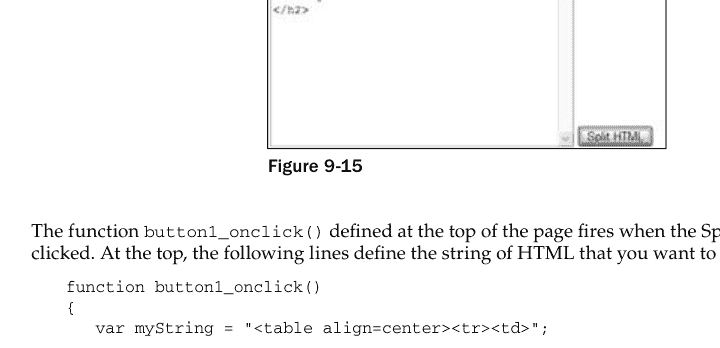 </h2>
Split HTML
Figure 9-15
The function button1_onclick() defined at the top of the page fires when the Sp
clicked. At the top, the following lines define the string of HTML that you want to
function button1_onclick()
{
var myString = "<table align=center><tr><td>";